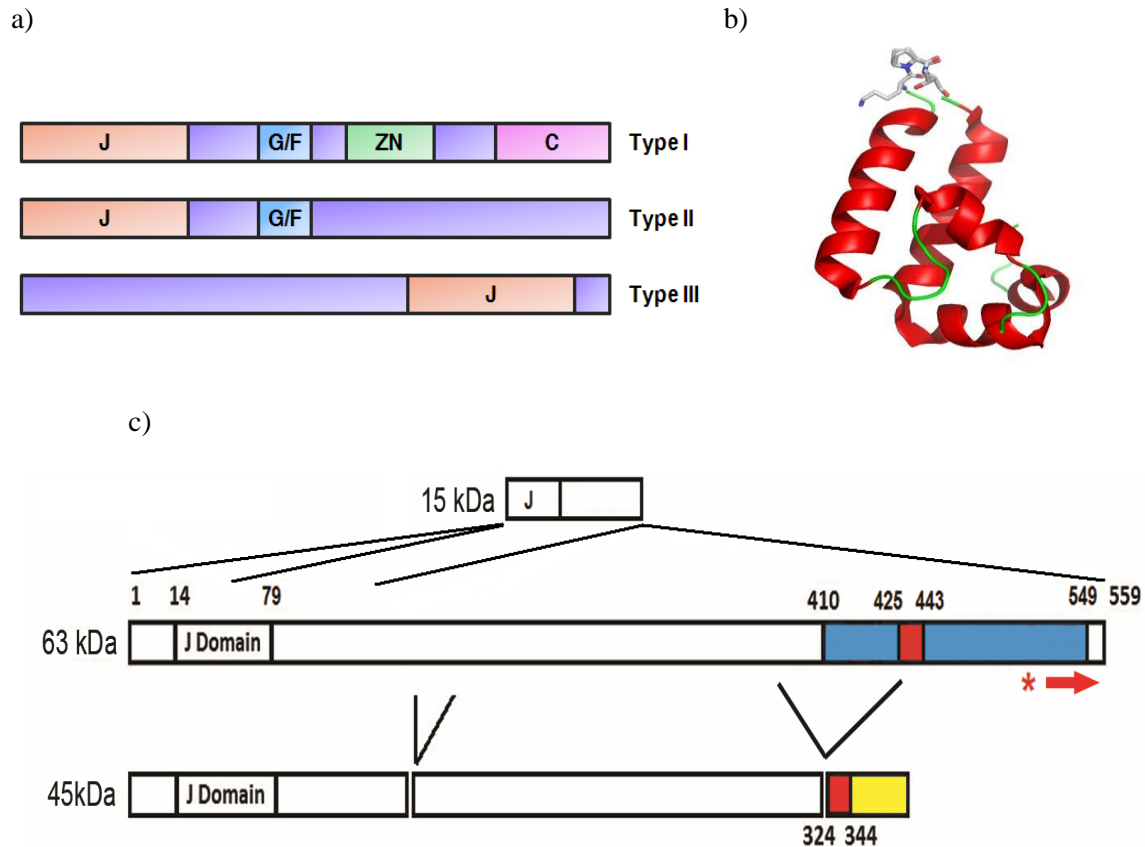 a)
b)
J G/F ZN C Type I
J G/F Type II
J Type III
c)
15 kDa J
1 14 79 410 425 443 549 559
63 kDa J Domain
*
45kDa J Domain
324 344